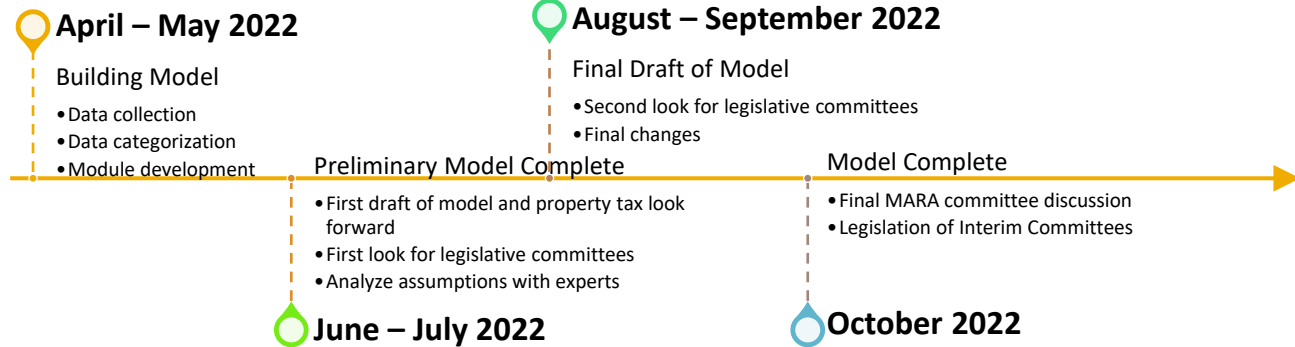 April – May 2022
Building Model
•Data collection
•Data categorization
•Module development
Preliminary Model Complete
•First draft of model and property tax look
forward
•First look for legislative committees
•Analyze assumptions with experts
June – July 2022
August – September 2022
Final Draft of Model
•Second look for legislative committees
•Final changes
Model Complete
•Final MARA committee discussion
•Legislation of Interim Committees
October 2022